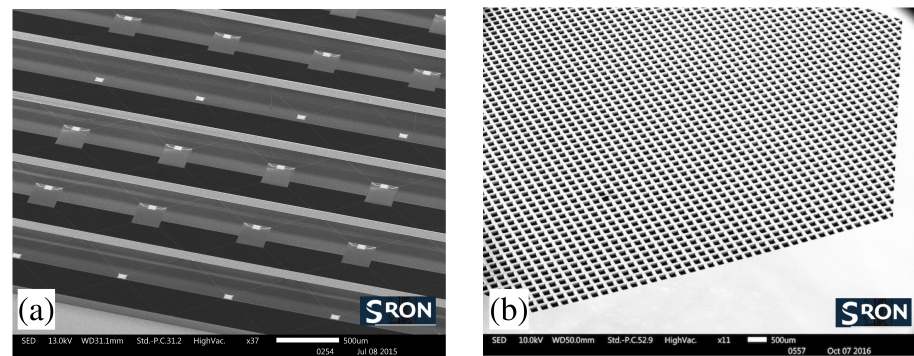 (a)
SRON
SED 13.0kV WD31.1mm Std.-P.C.31.2 HighVac. x37 500um
0254 Jul 08 2015
(b)
SRON
SED 10.0kV WD50.0mm Std.-P.C.52.9 HighVac. x11 500um
0557 Oct 07 2016